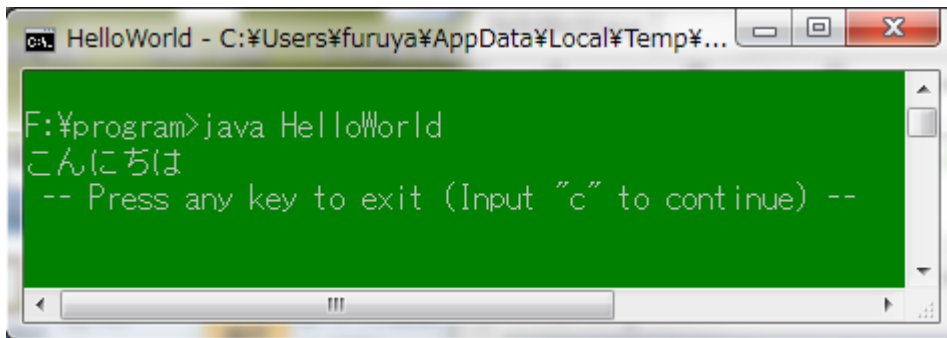 HelloWorld - C:¥Users¥furuya¥AppData¥Local¥Temp¥...
F:¥program>java HelloWorld
こんにちは
-- Press any key to exit (Input "c" to continue) --